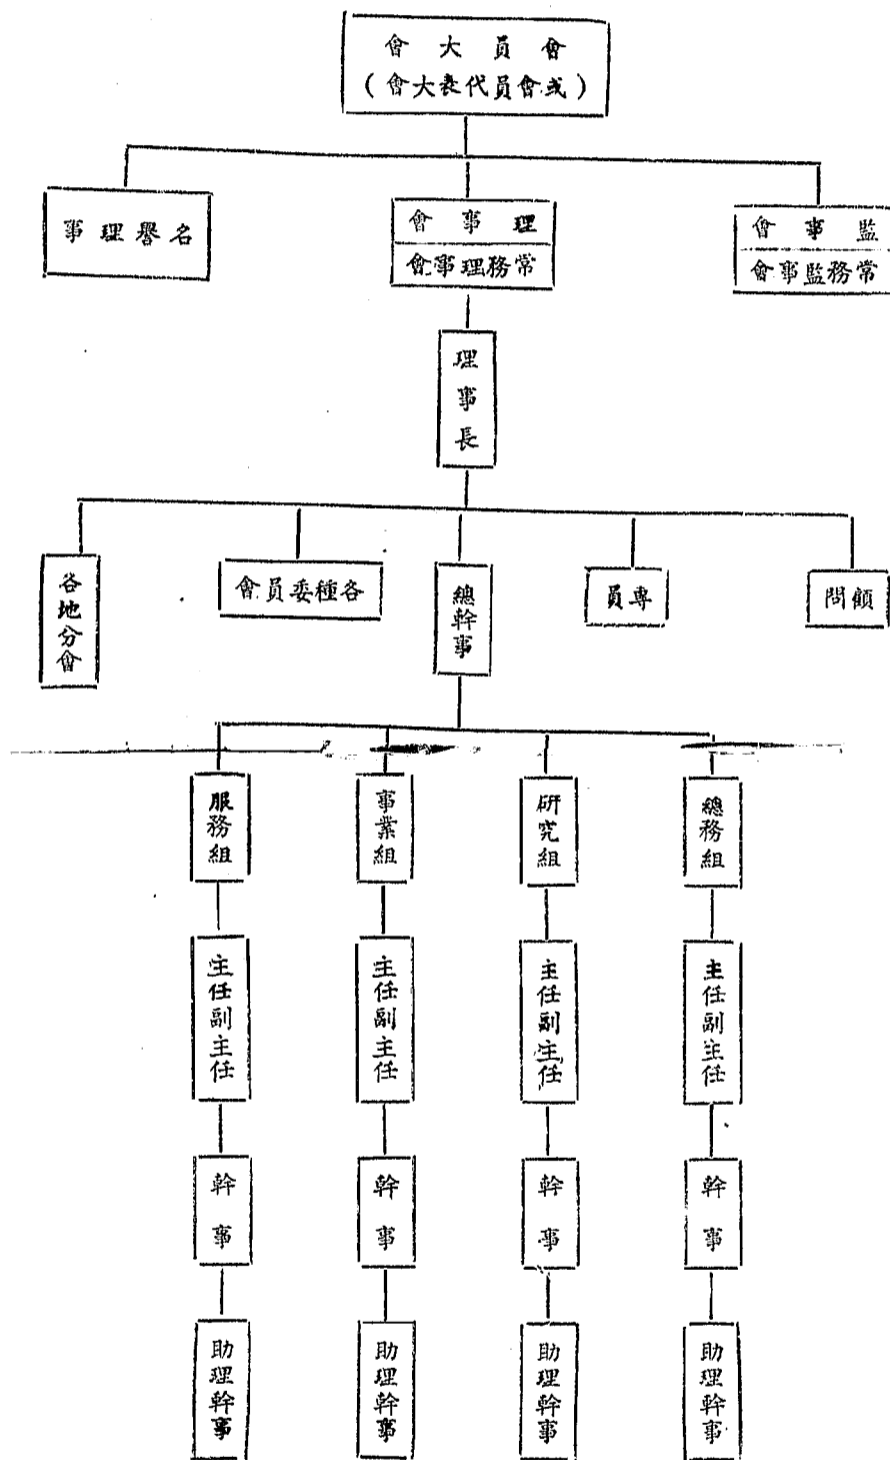 會員大會
(或會員代表大會)
監事會
常務監事會
理事會
常務理事會
名譽理事
理事長
顧問
專員
總幹事
各種委員會
各地分會
總務組
研究組
事業組
服務組
主任副主任
主任副主任
主任副主任
主任副主任
幹事
幹事
幹事
幹事
助理幹事
助理幹事
助理幹事
助理幹事